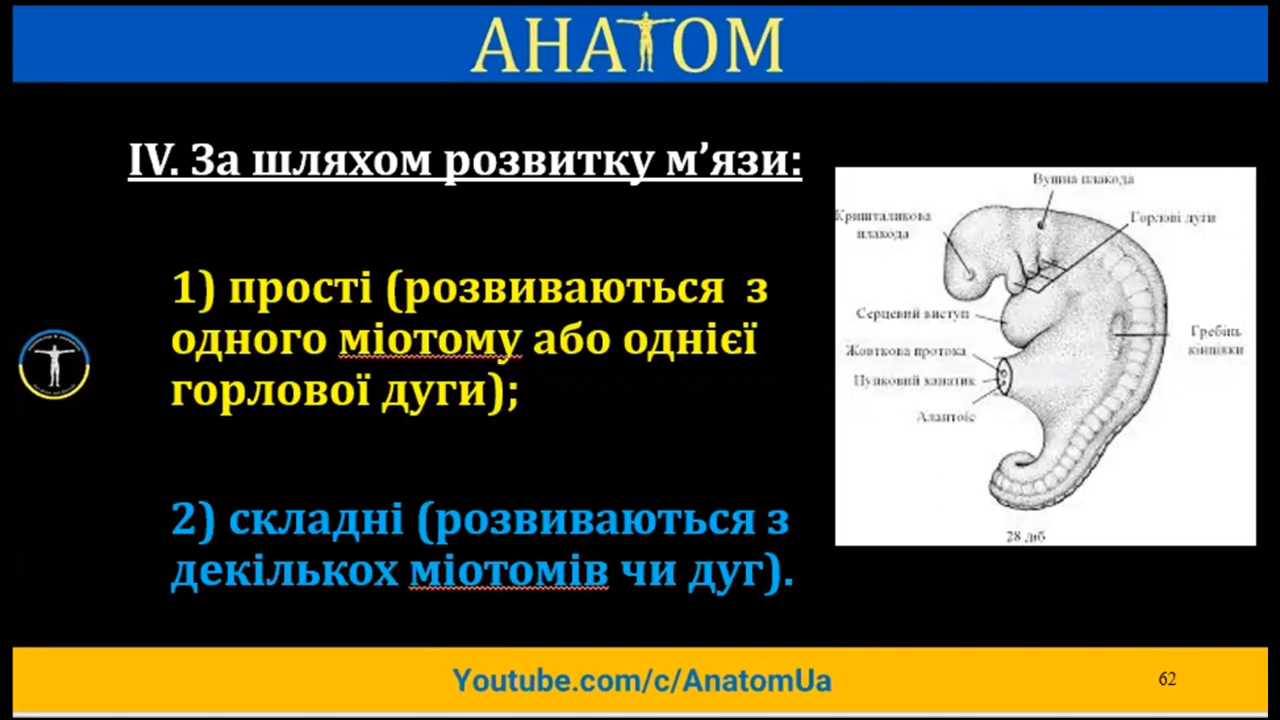 АНАТОМ
IV. За шляхом розвитку м’язи:
1) прості (розвиваються з
одного міотому або однієї
горлової дуги);
2) складні (розвиваються з
декількох міотомів чи дуг).
Вушна плакода
Кришталикова
плакода
Горлові дуги
Серцевий виступ
Гребінь
кінцівки
Жовткова протока
Пупковий канатик
Алантоїс
28 діб
Youtube.com/c/AnatomUa
62